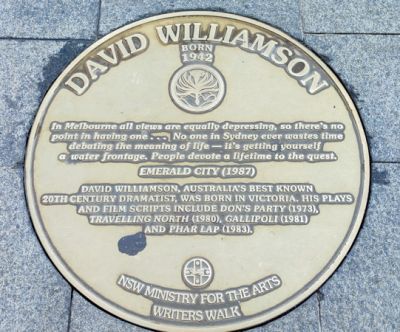 DAVID WILLIAMSON
BORN
1942
In Melbourne all views are equally depressing, so there's no
point in having one .... No one in Sydney ever wastes time
debating the meaning of life — it's getting yourself
a water frontage. People devote a lifetime to the quest.
EMERALD CITY (1987)
DAVID WILLIAMSON, AUSTRALIA'S BEST KNOWN
20TH CENTURY DRAMATIST, WAS BORN IN VICTORIA. HIS PLAYS
AND FILM SCRIPTS INCLUDE DON'S PARTY (1973),
TRAVELLING NORTH (1980), GALLIPOLI (1981)
AND PHAR LAP (1983).
NSW MINISTRY FOR THE ARTS
WRITERS WALK